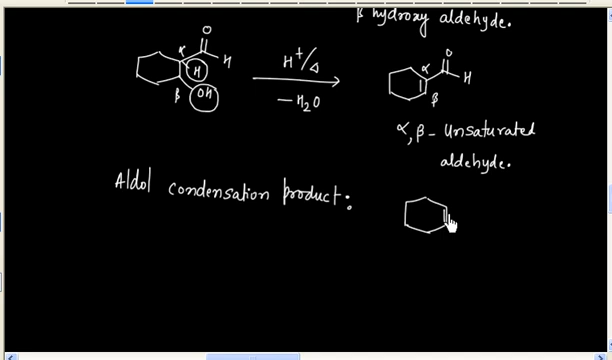 β hydroxy aldehyde.
O
α
H
H
β
OH
H+/Δ
-H2O
O
α
H
β
α, β - Unsaturated
aldehyde.
Aldol condensation product: